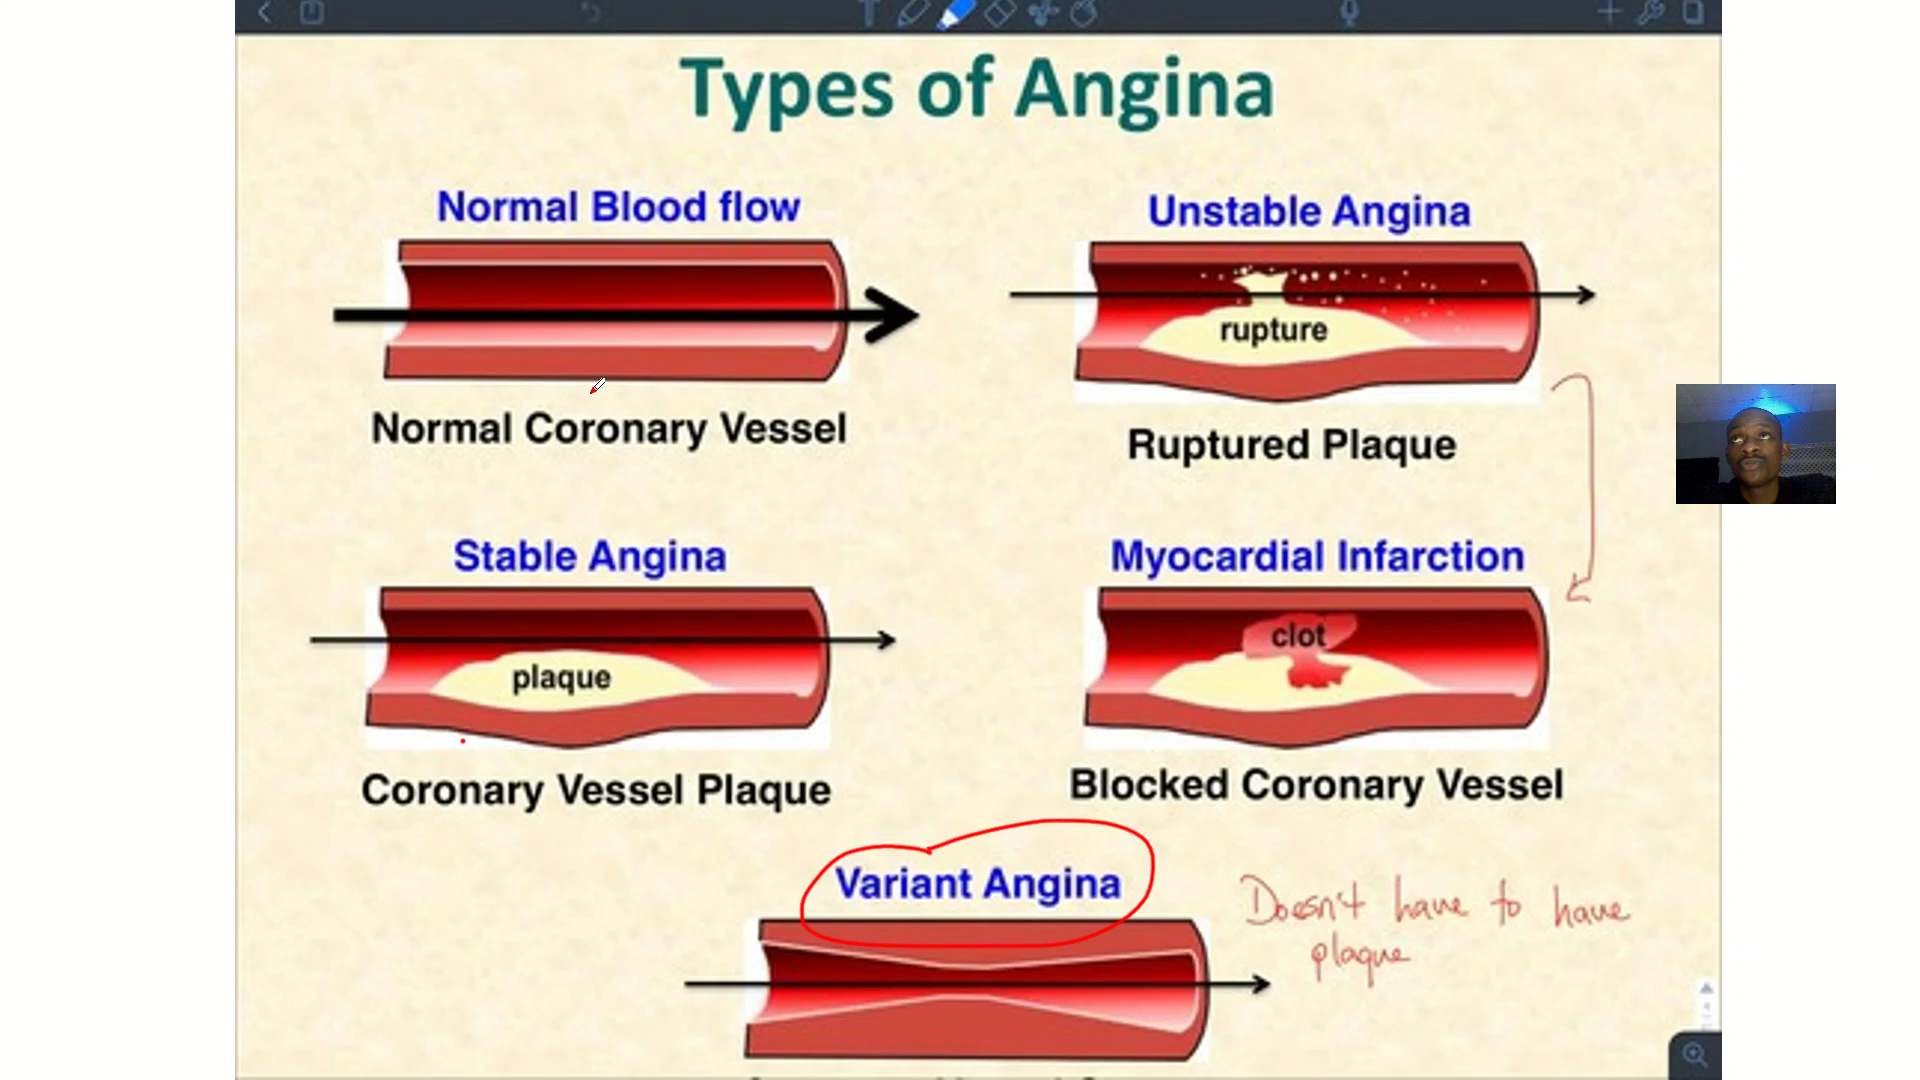 Types of Angina
Normal Blood flow
Normal Coronary Vessel
Unstable Angina
rupture
Ruptured Plaque
Stable Angina
plaque
Coronary Vessel Plaque
Myocardial Infarction
clot
Blocked Coronary Vessel
Variant Angina
Doesn't have to have
plaque